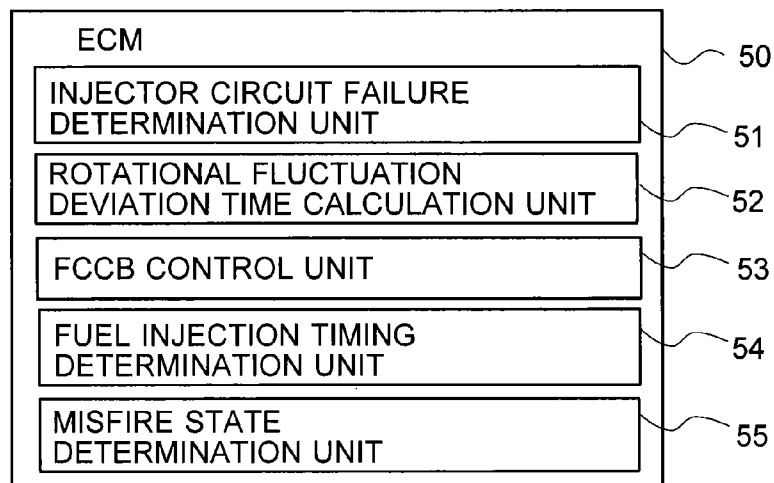 ECM
50
INJECTOR CIRCUIT FAILURE
DETERMINATION UNIT
51
ROTATIONAL FLUCTUATION
DEVIATION TIME CALCULATION UNIT
52
FCCB CONTROL UNIT
53
FUEL INJECTION TIMING
DETERMINATION UNIT
54
MISFIRE STATE
DETERMINATION UNIT
55